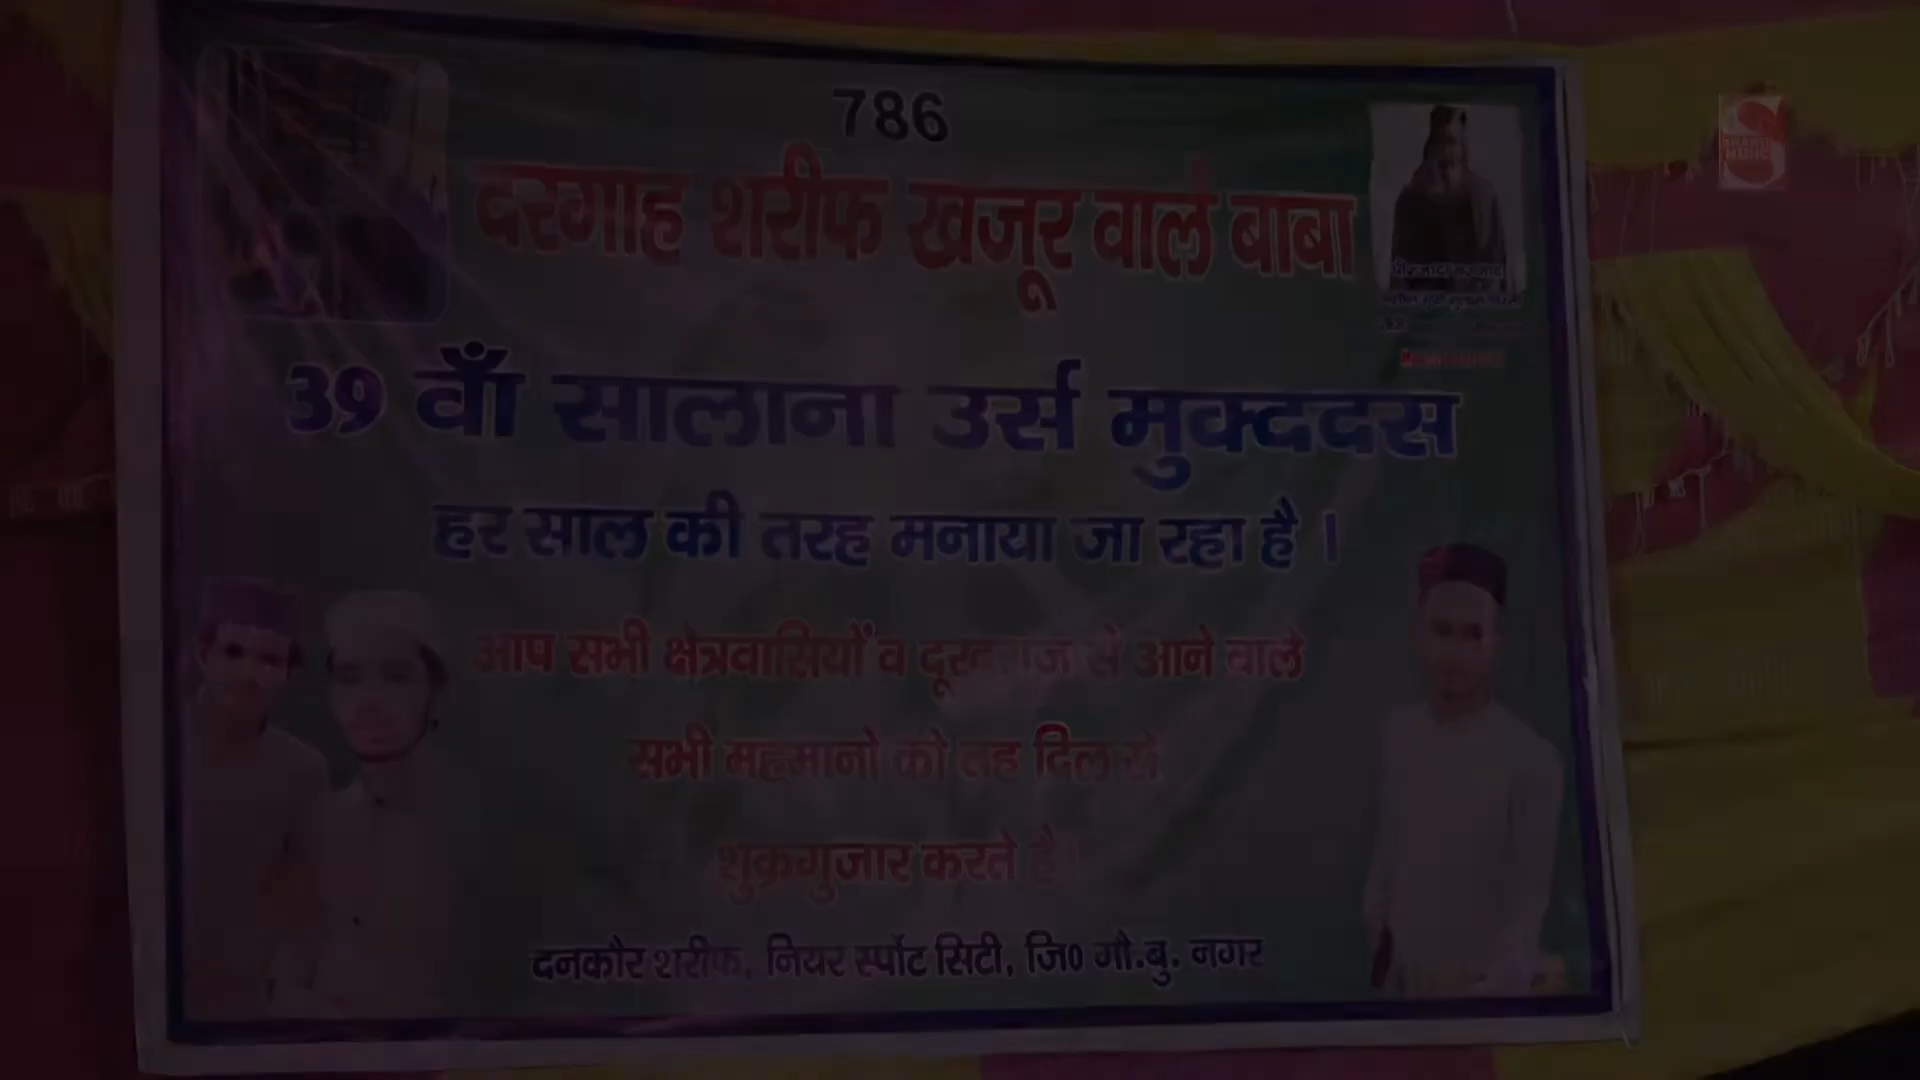 786
दरगाह शरीफ खजूर वाले बाबा
39 वाँ सालाना उर्स मुक्ददस
हर साल की तरह मनाया जा रहा है ।
आप सभी क्षेत्रवासियों व दूरदराज से आने वाले
सभी महमानो को तह दिल से
शुक्रगुजार करते है।
दनकौर शरीफ, नियर स्पोंट सिटी, जि0 गौ.बु. नगर